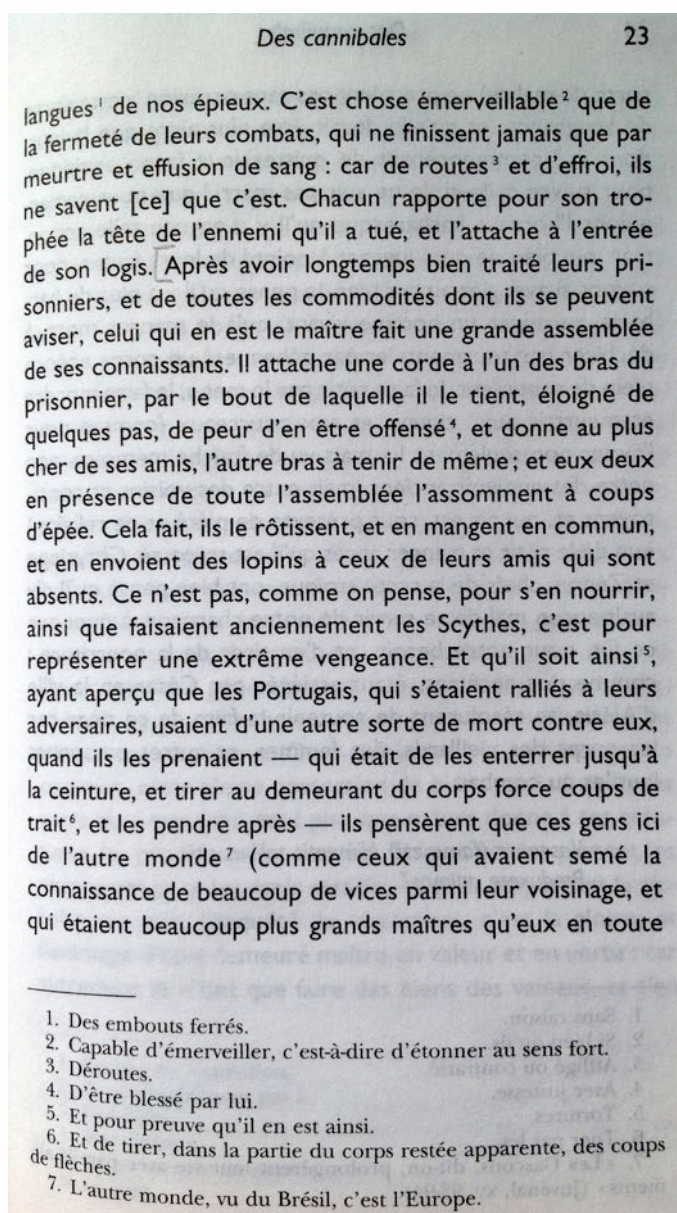 Des cannibales 23
langues ¹ de nos épieux. C’est chose émerveillable ² que de
la fermeté de leurs combats, qui ne finissent jamais que par
meurtre et effusion de sang : car de routes ³ et d’effroi, ils
ne savent [ce] que c’est. Chacun rapporte pour son tro-
phée la tête de l’ennemi qu’il a tué, et l’attache à l’entrée
de son logis. [Après avoir longtemps bien traité leurs pri-
sonniers, et de toutes les commodités dont ils se peuvent
aviser, celui qui en est le maître fait une grande assemblée
de ses connaissants. Il attache une corde à l’un des bras du
prisonnier, par le bout de laquelle il le tient, éloigné de
quelques pas, de peur d’en être offensé ⁴, et donne au plus
cher de ses amis, l’autre bras à tenir de même ; et eux deux
en présence de toute l’assemblée l’assomment à coups
d’épée. Cela fait, ils le rôtissent, et en mangent en commun,
et en envoient des lopins à ceux de leurs amis qui sont
absents. Ce n’est pas, comme on pense, pour s’en nourrir,
ainsi que faisaient anciennement les Scythes, c’est pour
représenter une extrême vengeance. Et qu’il soit ainsi ⁵,
ayant aperçu que les Portugais, qui s’étaient ralliés à leurs
adversaires, usaient d’une autre sorte de mort contre eux,
quand ils les prenaient — qui était de les enterrer jusqu’à
la ceinture, et tirer au demeurant du corps force coups de
trait ⁶, et les pendre après — ils pensèrent que ces gens ici
de l’autre monde ⁷ (comme ceux qui avaient semé la
connaissance de beaucoup de vices parmi leur voisinage, et
qui étaient beaucoup plus grands maîtres qu’eux en toute
1. Des embouts ferrés.
2. Capable d’émerveiller, c’est-à-dire d’étonner au sens fort.
3. Déroutes.
4. D’être blessé par lui.
5. Et pour preuve qu’il en est ainsi.
6. Et de tirer, dans la partie du corps restée apparente, des coups
de flèches.
7. L’autre monde, vu du Brésil, c’est l’Europe.